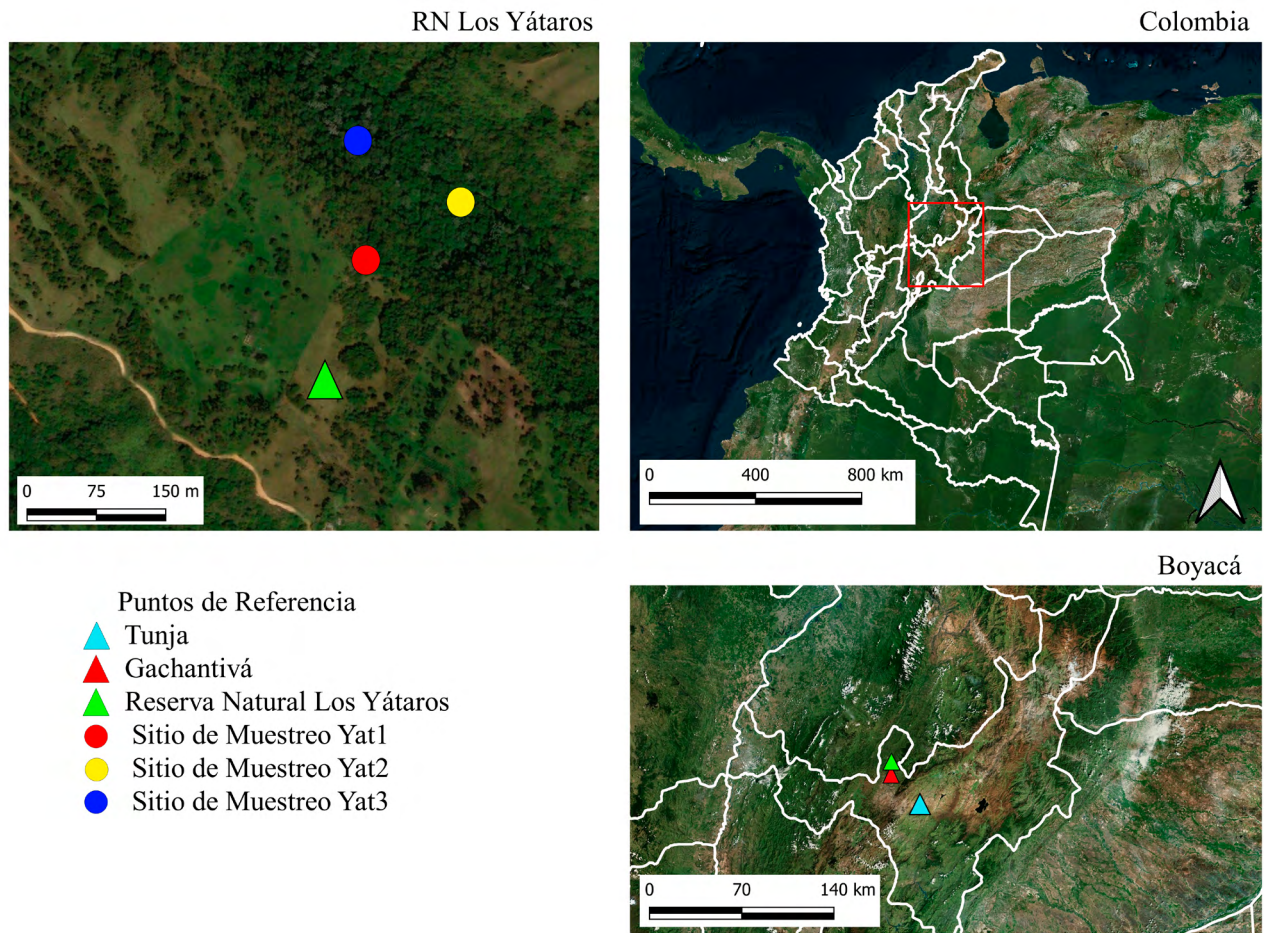 RN Los Yátaros
Colombia
0 75 150 m
0 400 800 km
Boyacá
Puntos de Referencia
Tunja
Gachantivá
Reserva Natural Los Yátaros
Sitio de Muestreo Yat1
Sitio de Muestreo Yat2
Sitio de Muestreo Yat3
0 70 140 km